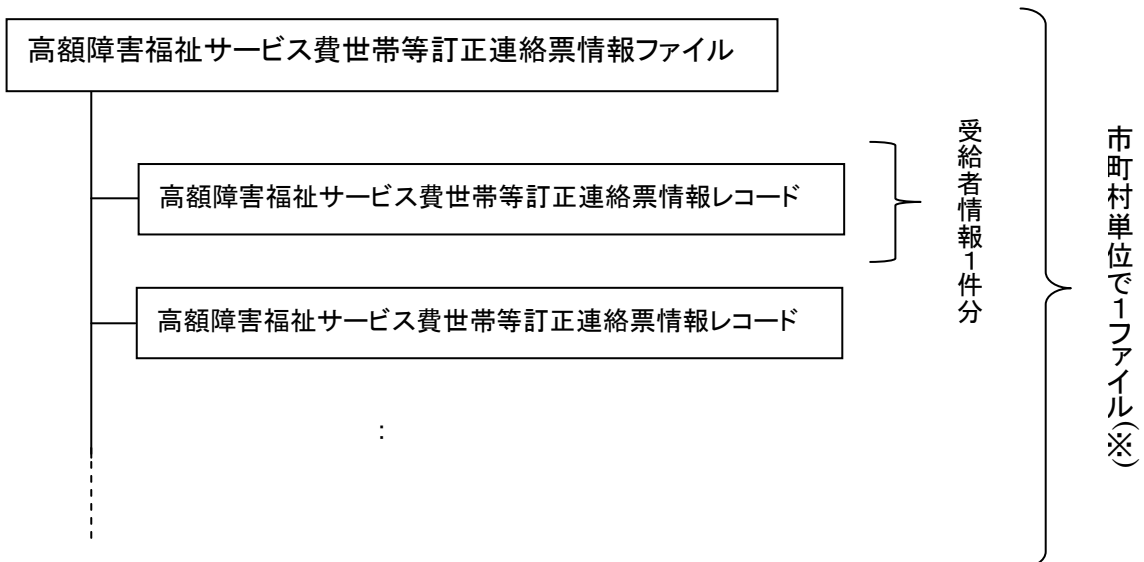 高額障害福祉サービス費世帯等訂正連絡票情報ファイル
高額障害福祉サービス費世帯等訂正連絡票情報レコード
受給者情報1件分
高額障害福祉サービス費世帯等訂正連絡票情報レコード
:
市町村単位で1ファイル(※)